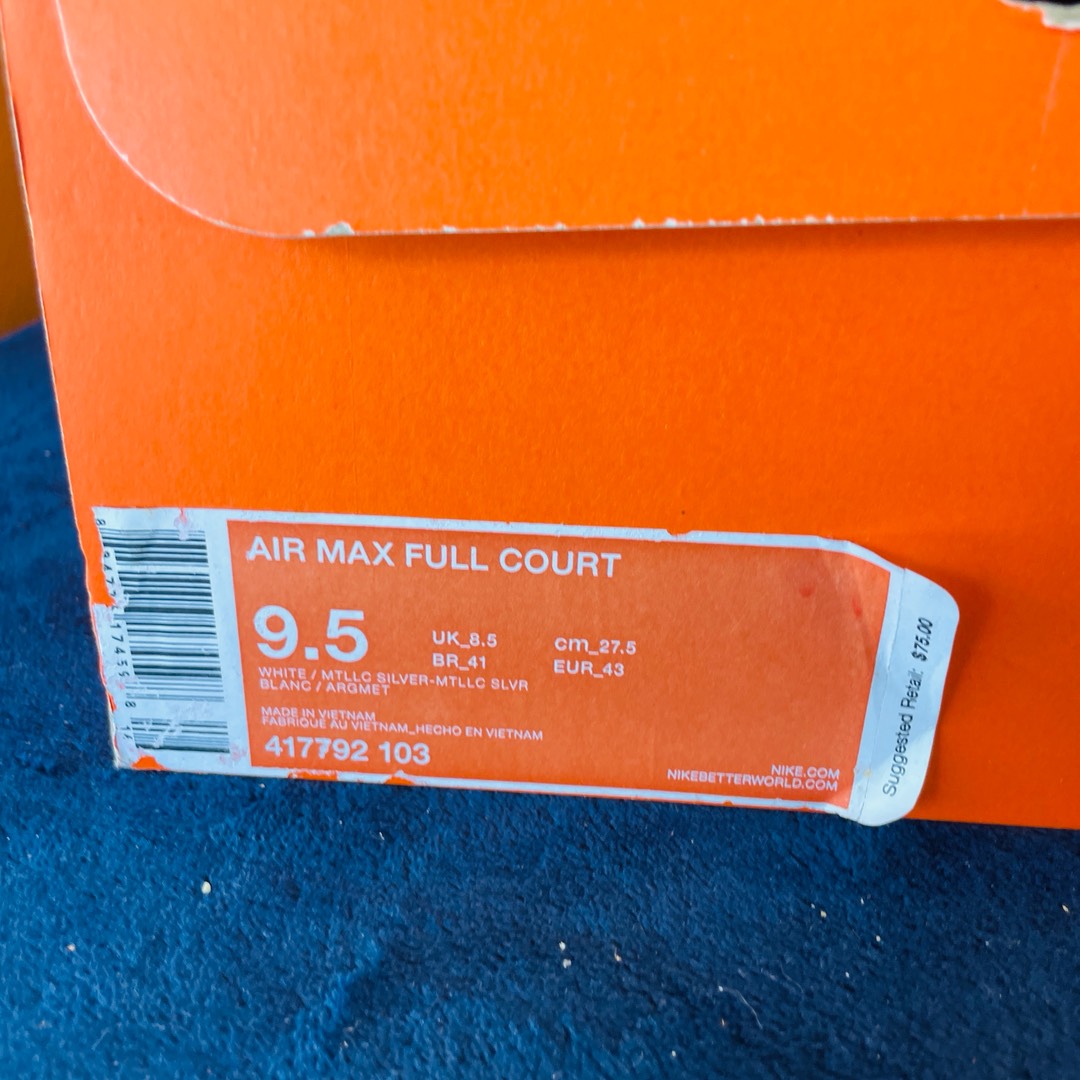 AIR MAX FULL COURT
9.5
UK_8.5
cm_27.5
BR_41
EUR_43
WHITE / MTLLC SILVER-MTLLC SLVR
BLANC / ARGMET
MADE IN VIETNAM
FABRIQUÉ AU VIETNAM_HECHO EN VIETNAM
417792 103
NIKE.COM
NIKEBETTERWORLD.COM
Suggested Retail: $75.00